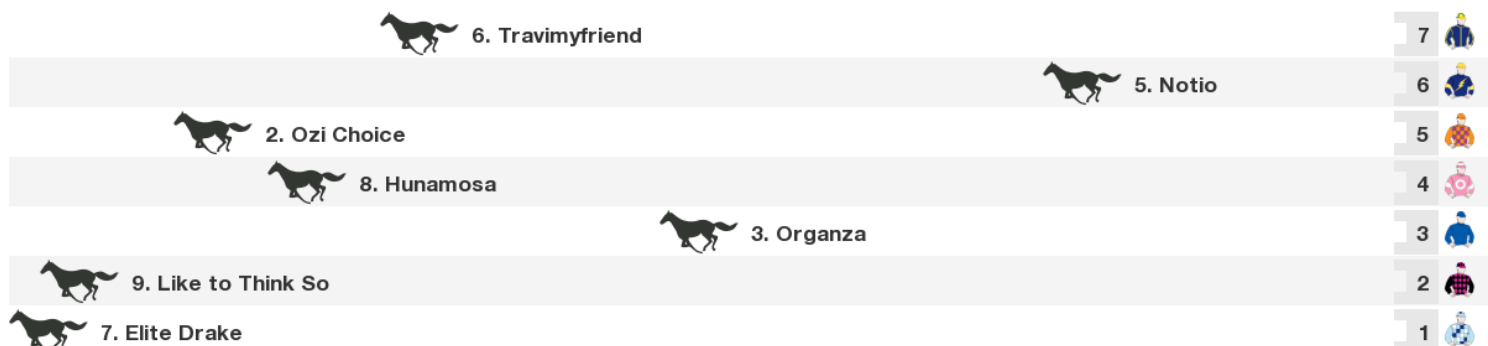 6. Travimyfriend 7
5. Notio 6
2. Ozi Choice 5
8. Hunamosa 4
3. Organza 3
9. Like to Think So 2
7. Elite Drake 1